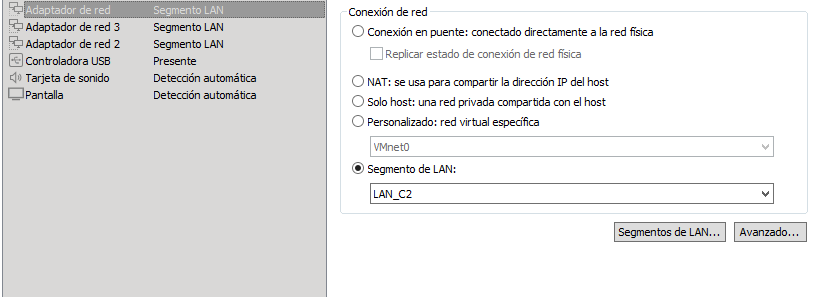 Adaptador de red Segmento LAN
Adaptador de red 3 Segmento LAN
Adaptador de red 2 Segmento LAN
Controladora USB Presente
Tarjeta de sonido Detección automática
Pantalla Detección automática
Conexión de red
Conexión en puente: conectado directamente a la red física
Replicar estado de conexión de red física
NAT: se usa para compartir la dirección IP del host
Solo host: una red privada compartida con el host
Personalizado: red virtual específica
VMnet0
Segmento de LAN:
LAN_C2
Segmentos de LAN... Avanzado...